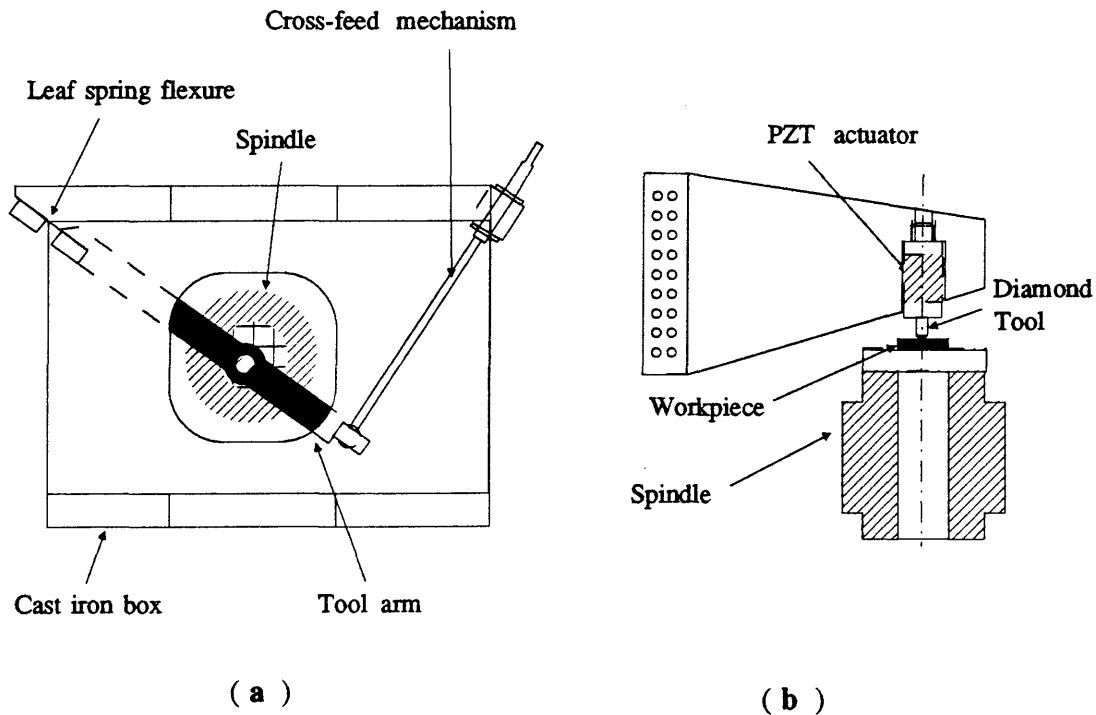 Cross-feed mechanism
Leaf spring flexure
Spindle
PZT actuator
Diamond
Tool
Workpiece
Spindle
Cast iron box
Tool arm
( a )
( b )